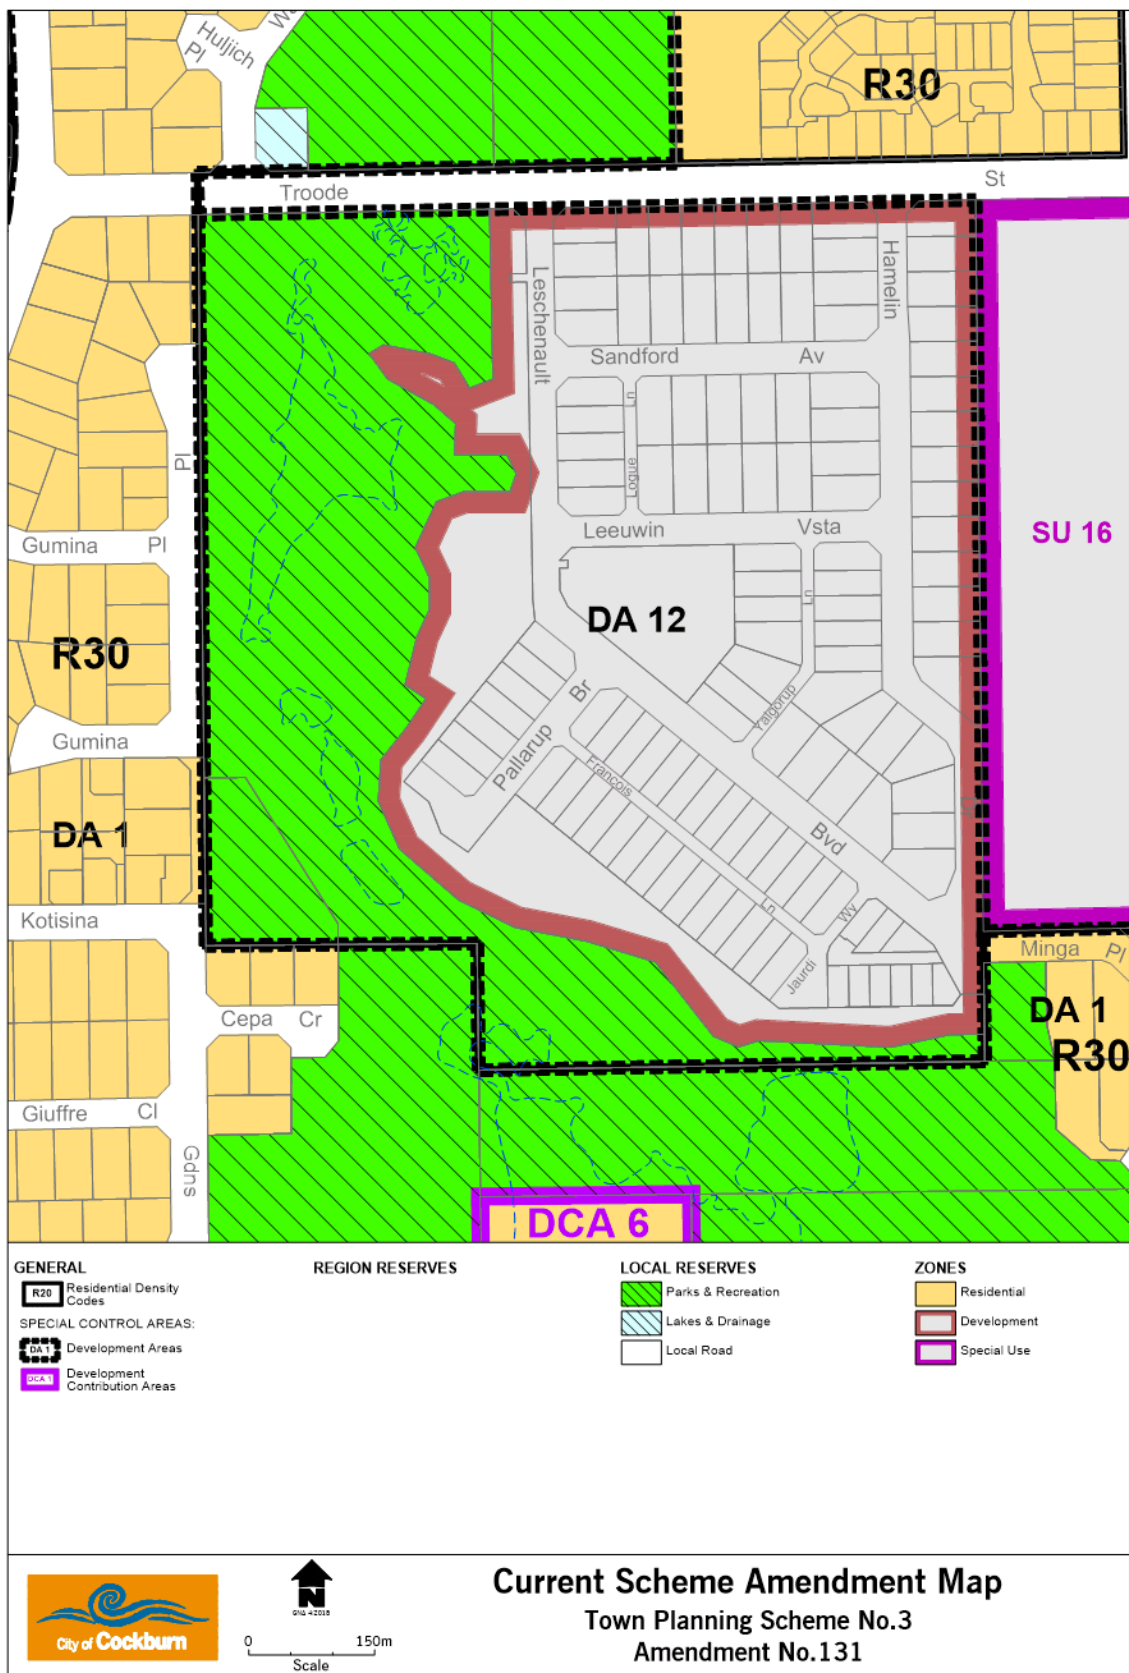 Huljich
Wa
Pl
R30
Troode
St
Leschenault
Hamelin
Sandford
Av
Ln
Logue
Pl
SU 16
Gumina
Pl
Leeuwin
Vsta
Ln
DA 12
R30
Br
Yalgorup
Gumina
Pallarup
Francois
DA 1
Bvd
Ln
Wv
Kotisina
Minga
Pl
Jaurdi
DA 1
R30
Cepa
Cr
Giuffre
Cl
Gdns
DCA 6
GENERAL
R20
Residential Density
Codes
SPECIAL CONTROL AREAS:
DA 1
Development Areas
DCA 1
Development
Contribution Areas
REGION RESERVES
LOCAL RESERVES
Parks & Recreation
Lakes & Drainage
Local Road
ZONES
Residential
Development
Special Use
City of Cockburn
N
0
150m
Scale
Current Scheme Amendment Map
Town Planning Scheme No.3
Amendment No.131